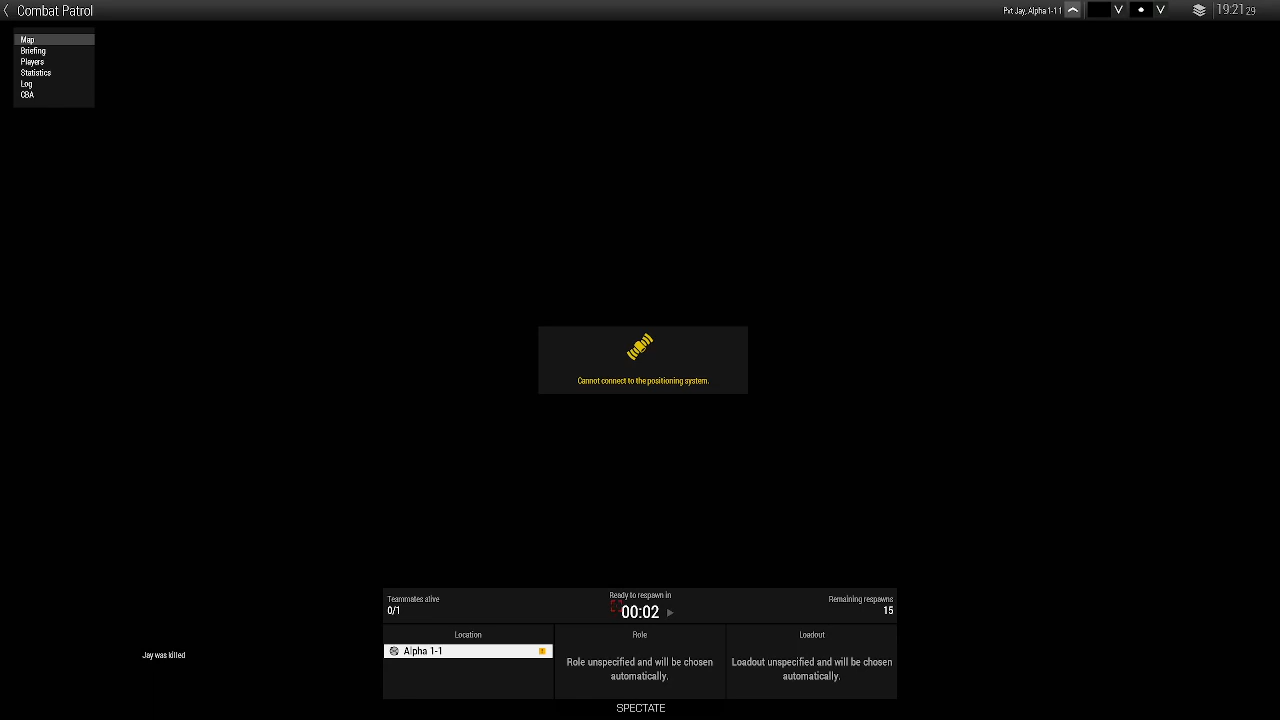 Combat Patrol
Pvt Jay, Alpha 1-1 1
19:21 29
Map
Briefing
Players
Statistics
Log
CBA
Cannot connect to the positioning system.
Teammates alive
0/1
Ready to respawn in
00:02
Remaining respawns
15
Location
Alpha 1-1
Role
Role unspecified and will be chosen
automatically.
Loadout
Loadout unspecified and will be chosen
automatically.
Jay was killed
SPECTATE